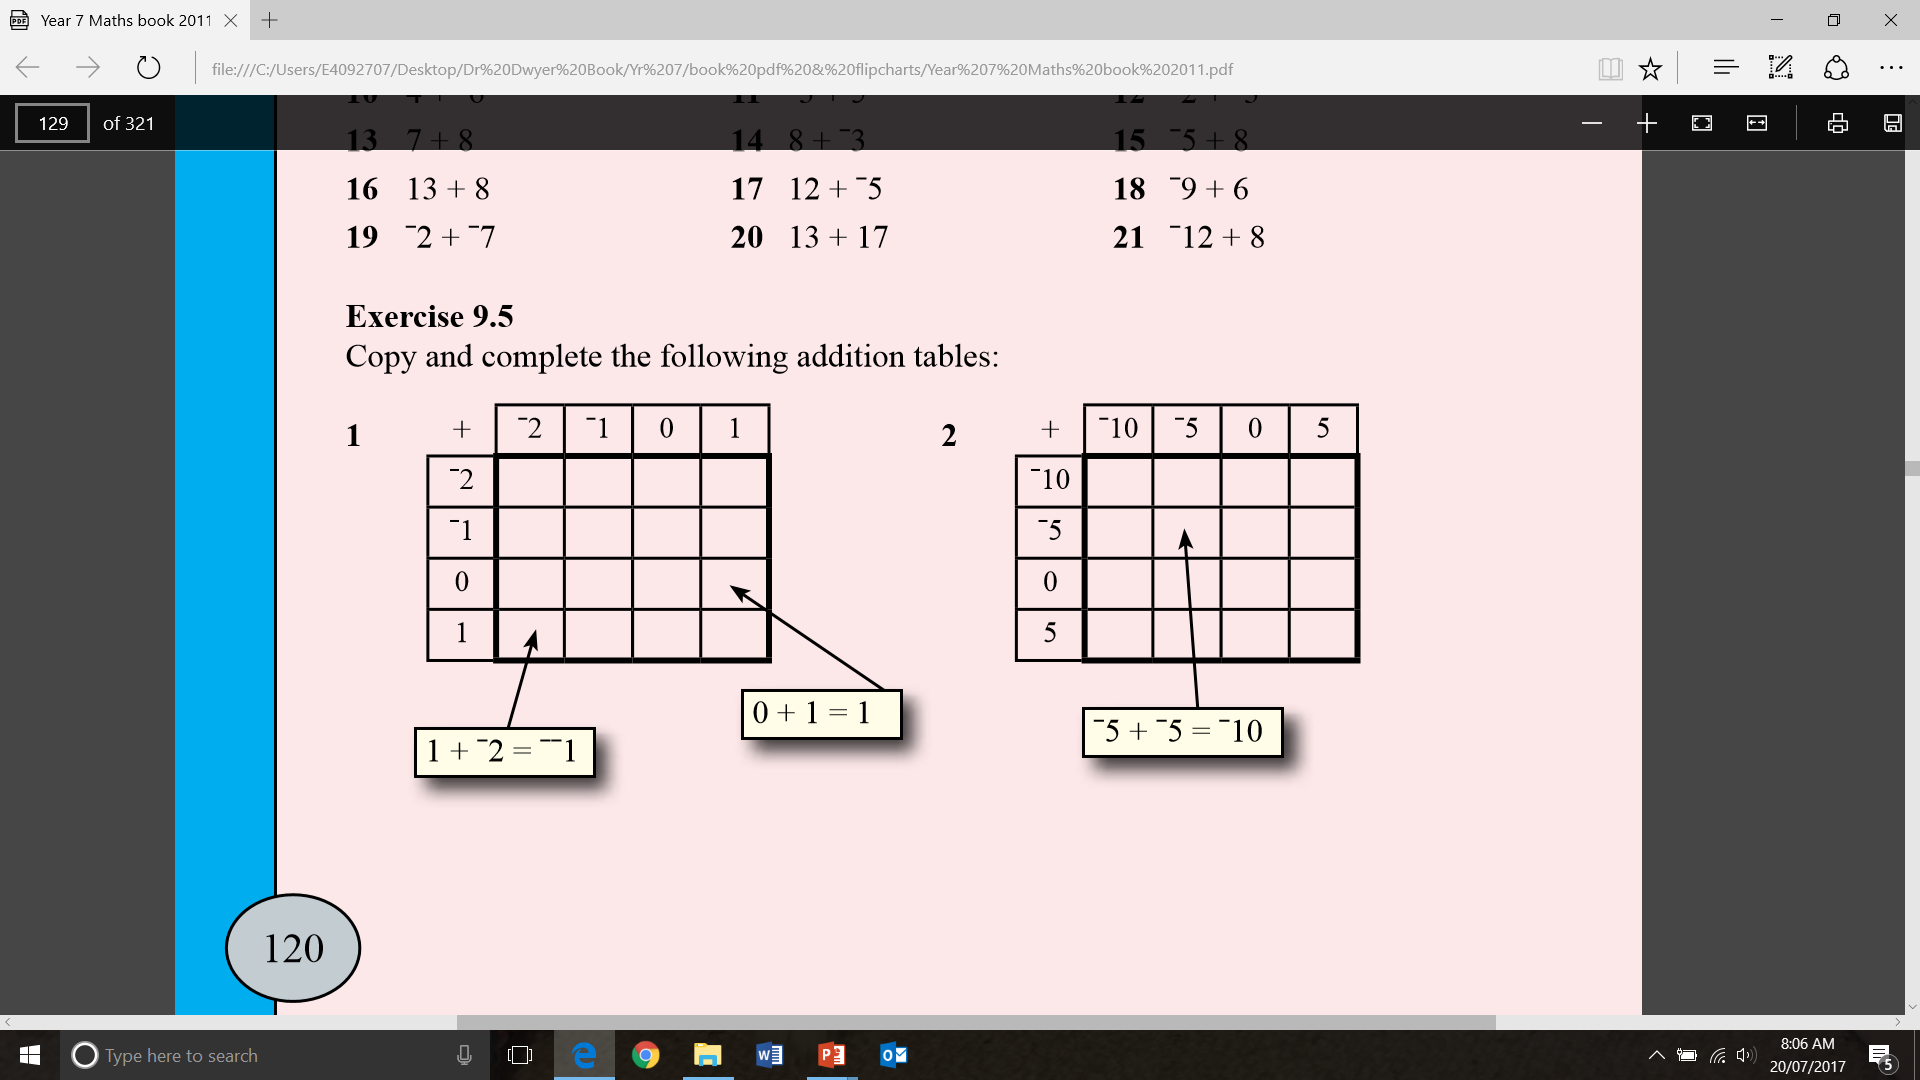 Year 7 Maths book 2011
file:///C:/Users/E4092707/Desktop/Dr%20Dwyer%20Book/Yr%207/book%20pdf%20&%20flipcharts/Year%207%20Maths%20book%202011.pdf
129 of 321
13 7 + 8 14 8 + ⁻3 15 ⁻5 + 8
16 13 + 8 17 12 + ⁻5 18 ⁻9 + 6
19 ⁻2 + ⁻7 20 13 + 17 21 ⁻12 + 8
Exercise 9.5
Copy and complete the following addition tables:
1
+ ⁻2 ⁻1 0 1
⁻2
⁻1
0
1
0 + 1 = 1
1 + ⁻2 = ⁻⁻1
2
+ ⁻10 ⁻5 0 5
⁻10
⁻5
0
5
⁻5 + ⁻5 = ⁻10
120
Type here to search
8:06 AM
20/07/2017
5